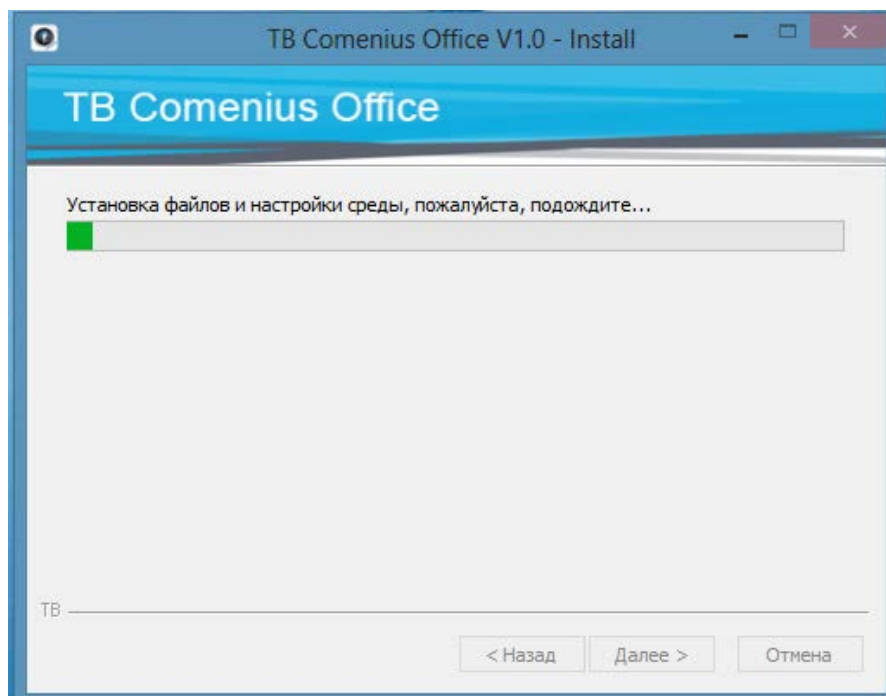 TB Comenius Office V1.0 - Install
TB Comenius Office
Установка файлов и настройки среды, пожалуйста, подождите...
TB
< Назад
Далее >
Отмена